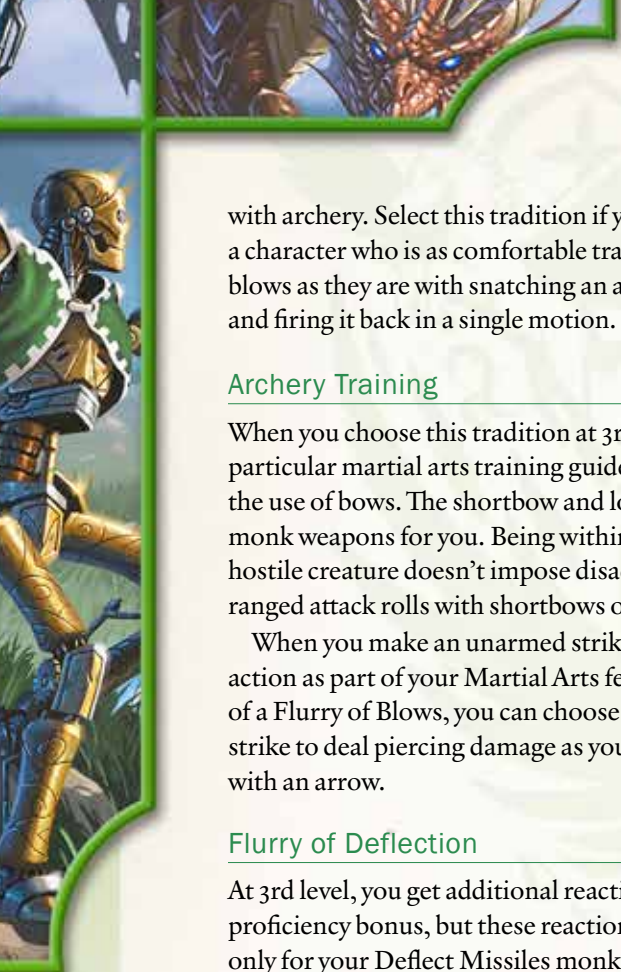 with archery. Select this tradition if y
a character who is as comfortable tra
blows as they are with snatching an a
and firing it back in a single motion.
Archery Training
When you choose this tradition at 3r
particular martial arts training guide
the use of bows. The shortbow and lo
monk weapons for you. Being within
hostile creature doesn't impose disa
ranged attack rolls with shortbows o
When you make an unarmed strik
action as part of your Martial Arts fe
of a Flurry of Blows, you can choose
strike to deal piercing damage as you
with an arrow.
Flurry of Deflection
At 3rd level, you get additional reacti
proficiency bonus, but these reaction
only for your Deflect Missiles monk